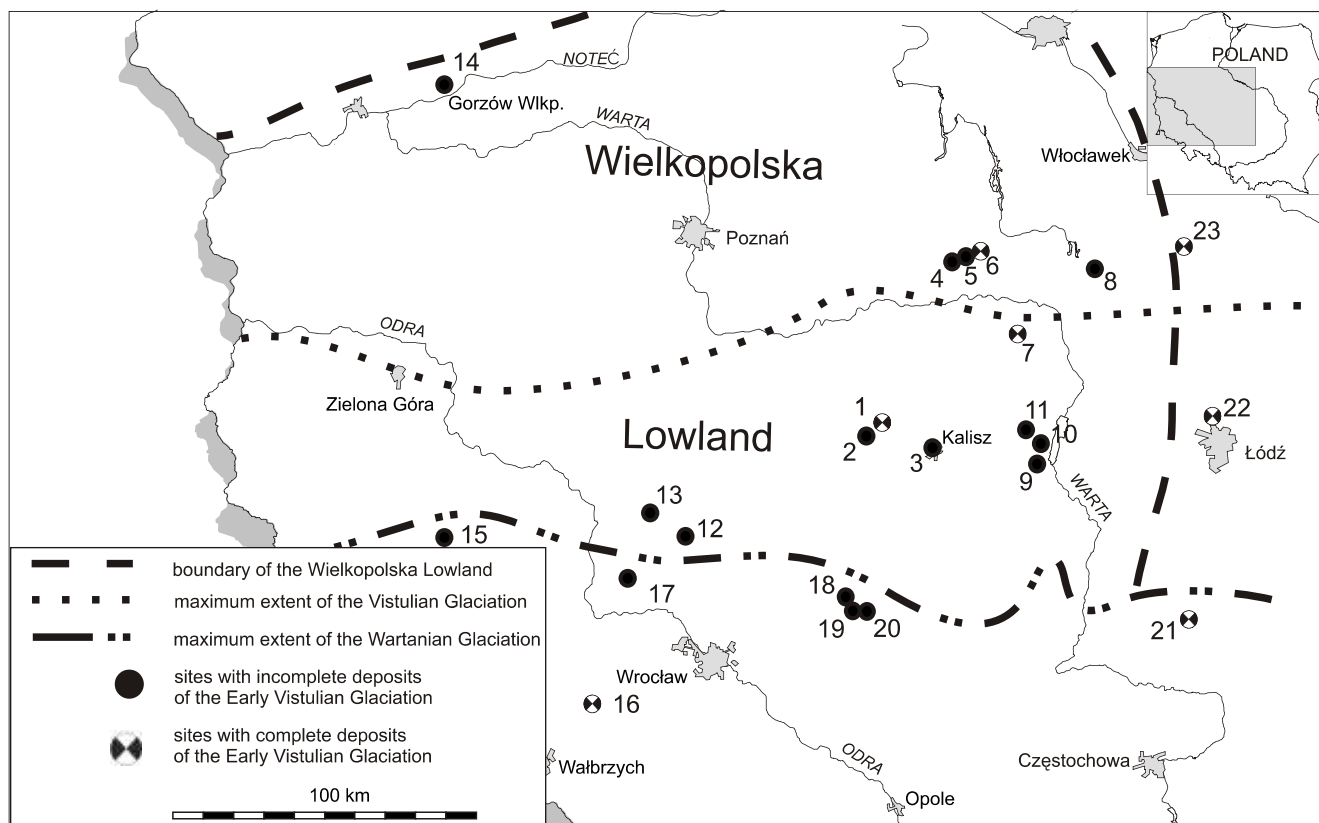 14
NOTEĆ
POLAND
Gorzów Wlkp.
WARTA
Włocławek
Wielkopolska
Poznań
23
4
5
6
8
ODRA
7
Zielona Góra
1
11
22
Lowland
2
3
Kalisz
10
Łódź
9
13
WARTA
12
15
17
18
19
20
21
Wrocław
16
ODRA
Wałbrzych
Częstochowa
Opole
boundary of the Wielkopolska Lowland
maximum extent of the Vistulian Glaciation
maximum extent of the Wartanian Glaciation
sites with incomplete deposits
of the Early Vistulian Glaciation
sites with complete deposits
of the Early Vistulian Glaciation
100 km